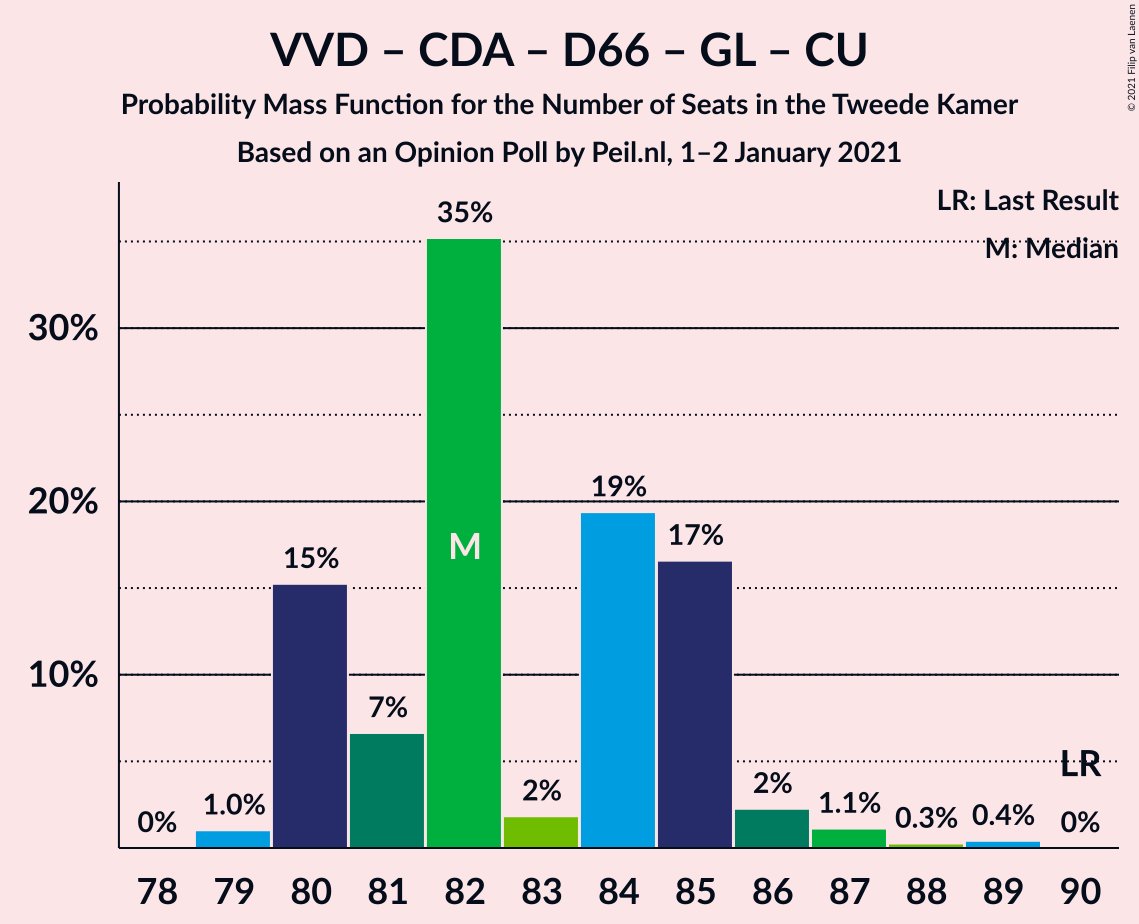 VVD – CDA – D66 – GL – CU
Probability Mass Function for the Number of Seats in the Tweede Kamer
Based on an Opinion Poll by Peil.nl, 1–2 January 2021
© 2021 Filip van Laenen
LR: Last Result
M: Median
30%
20%
10%
0%
1.0%
15%
7%
35%
M
2%
19%
17%
2%
1.1%
0.3%
0.4%
LR
0%
78 79 80 81 82 83 84 85 86 87 88 89 90